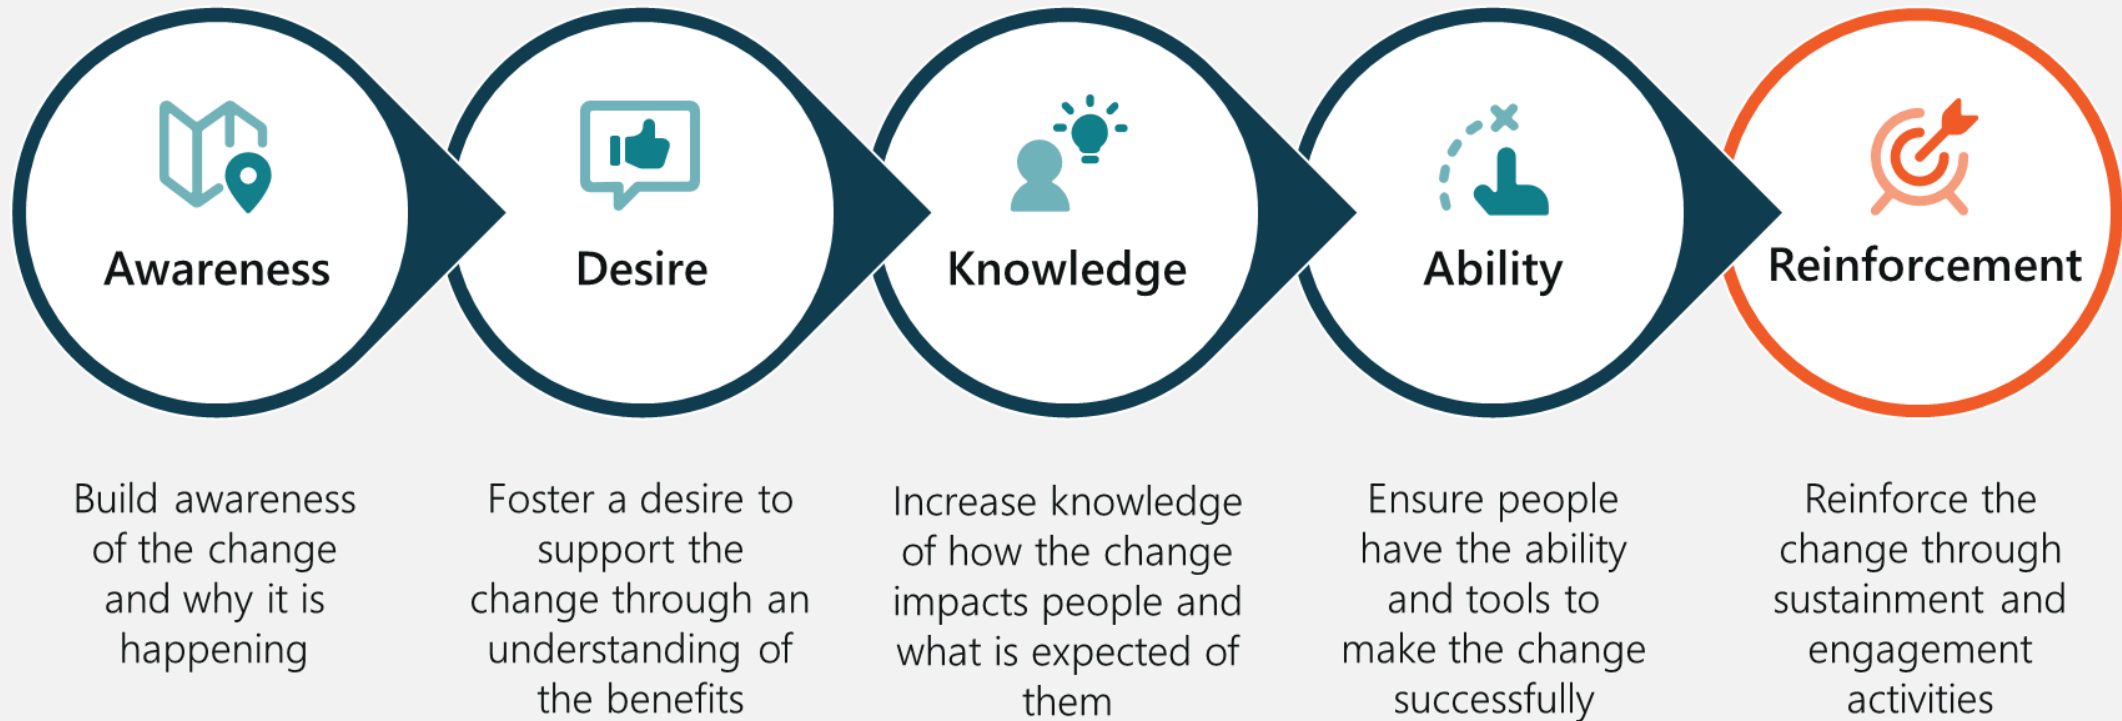 Awareness
Desire
Knowledge
Ability
Reinforcement
Build awareness
of the change
and why it is
happening
Foster a desire to
support the
change through an
understanding of
the benefits
Increase knowledge
of how the change
impacts people and
what is expected of
them
Ensure people
have the ability
and tools to
make the change
successfully
Reinforce the
change through
sustainment and
engagement
activities